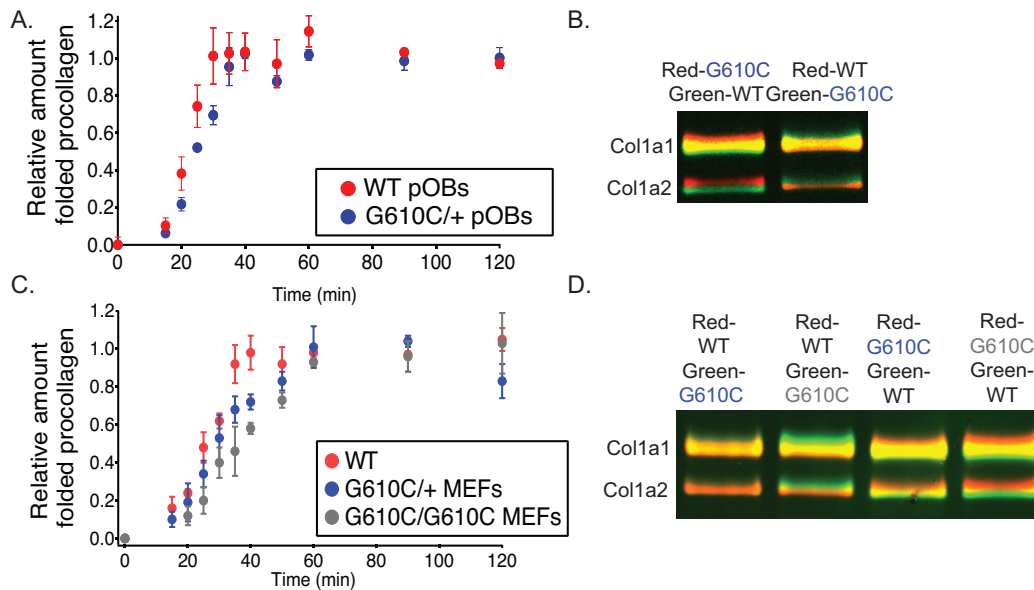 A.
Relative amount
folded procollagen
1.2
1.0
0.8
0.6
0.4
0.2
0.0
0 20 40 60 80 100 120
Time (min)
WT pOBs
G610C/+ pOBs
B.
Red-G610C Red-WT
Green-WT Green-G610C
Col1a1
Col1a2
C.
Relative amount
folded procollagen
1.2
1.0
0.8
0.6
0.4
0.2
0.0
0 20 40 60 80 100 120
Time (min)
WT
G610C/+ MEFs
G610C/G610C MEFs
D.
Red-
WT
Green-
G610C
Red-
WT
Green-
G610C
Red-
G610C
Green-
WT
Red-
G610C
Green-
WT
Col1a1
Col1a2